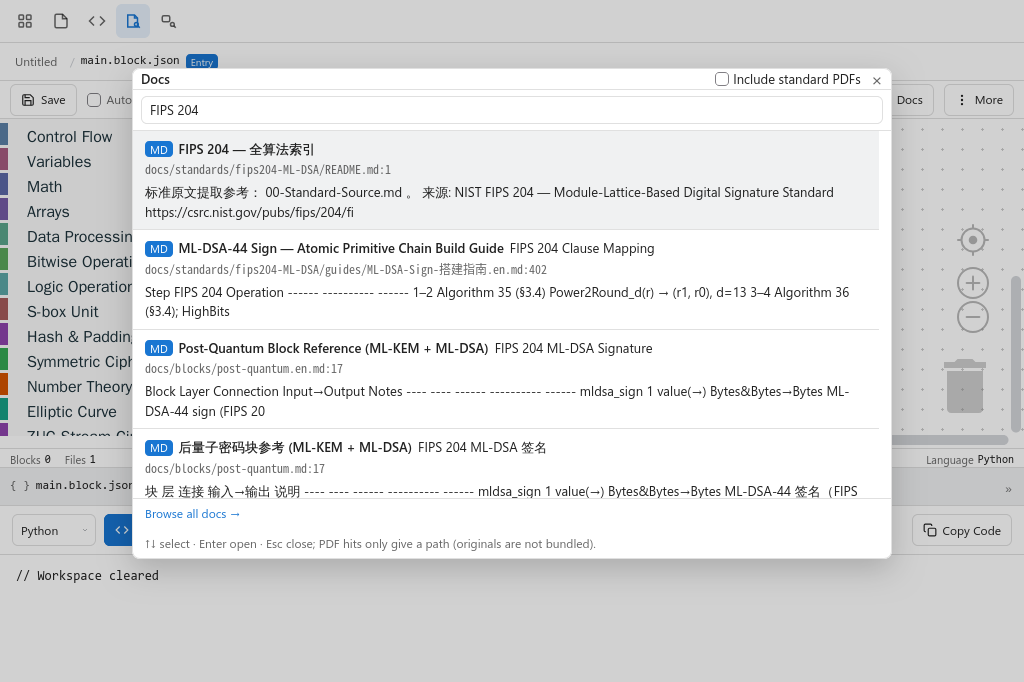 Untitled / main.block.json Entry
Save Auto Docs More
Docs Include standard PDFs ×
FIPS 204
MD FIPS 204 — 全算法索引
docs/standards/fips204-ML-DSA/README.md:1
标准原文提取参考： 00-Standard-Source.md 。 来源: NIST FIPS 204 — Module-Lattice-Based Digital Signature Standard
https://csrc.nist.gov/pubs/fips/204/fi
MD ML-DSA-44 Sign — Atomic Primitive Chain Build Guide FIPS 204 Clause Mapping
docs/standards/fips204-ML-DSA/guides/ML-DSA-Sign-搭建指南.en.md:402
Step FIPS 204 Operation ------ ---------- ------ 1–2 Algorithm 35 (§3.4) Power2Round_d(r) → (r1, r0), d=13 3–4 Algorithm 36
(§3.4); HighBits
MD Post-Quantum Block Reference (ML-KEM + ML-DSA) FIPS 204 ML-DSA Signature
docs/blocks/post-quantum.en.md:17
Block Layer Connection Input→Output Notes ---- ---- ------ ---------- ------ mldsa_sign 1 value(→) Bytes&Bytes→Bytes ML-
DSA-44 sign (FIPS 20
MD 后量子密码块参考 (ML-KEM + ML-DSA) FIPS 204 ML-DSA 签名
docs/blocks/post-quantum.md:17
块 层 连接 输入→输出 说明 ---- ---- ------ ---------- ------ mldsa_sign 1 value(→) Bytes&Bytes→Bytes ML-DSA-44 签名（FIPS
Browse all docs →
↑↓ select · Enter open · Esc close; PDF hits only give a path (originals are not bundled).
Control Flow
Variables
Math
Arrays
Data Processin
Bitwise Operati
Logic Operation
S-box Unit
Hash & Padding
Symmetric Ciph
Number Theory
Elliptic Curve
Blocks 0 Files 1 Language Python
{ } main.block.json »
Python <> Copy Code
// Workspace cleared